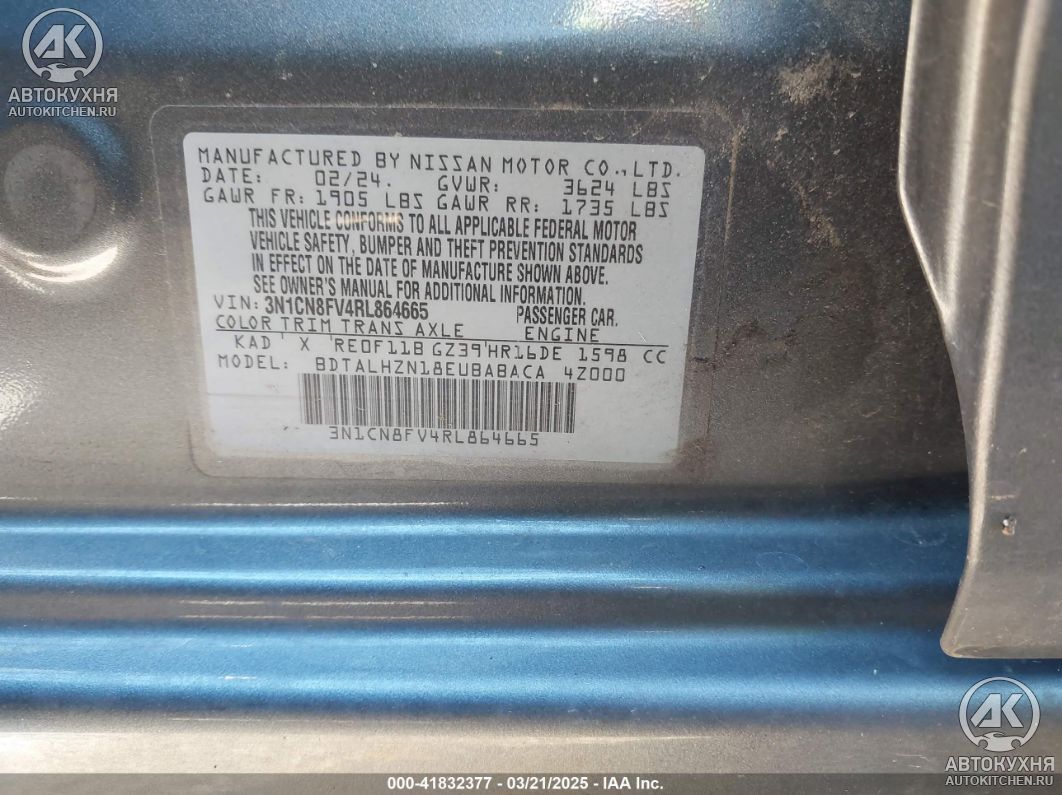 AK
АВТОКУХНЯ
AUTOKITCHEN.RU
MANUFACTURED BY NISSAN MOTOR CO.,LTD.
DATE: 02/24. GVWR: 3624 LBS
GAWR FR: 1905 LBS GAWR RR: 1735 LBS
THIS VEHICLE CONFORMS TO ALL APPLICABLE FEDERAL MOTOR
VEHICLE SAFETY, BUMPER AND THEFT PREVENTION STANDARDS
IN EFFECT ON THE DATE OF MANUFACTURE SHOWN ABOVE.
SEE OWNER'S MANUAL FOR ADDITIONAL INFORMATION.
VIN: 3N1CN8FV4RL864665 PASSENGER CAR.
COLOR TRIM TRANS AXLE ENGINE
KAD ' X 'RE0F11B GZ39'HR16DE 1598 CC
MODEL: BDTALHZN18EUBABACA 4Z000
3N1CN8FV4RL864665
AK
АВТОКУХНЯ
AUTOKITCHEN.RU
000-41832377 - 03/21/2025 - IAA Inc.